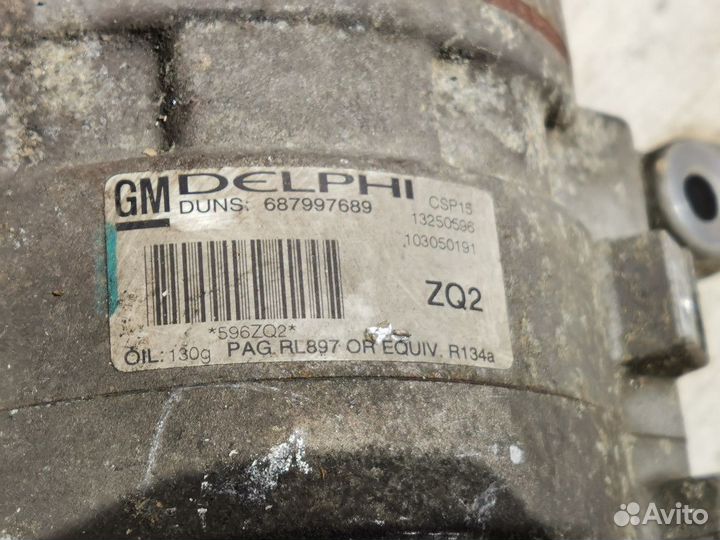 GM DELPHI
DUNS: 687997689
CSP15
13250596
103050191
ZQ2
*596ZQ2*
OIL: 130g PAG RL897 OR EQUIV. R134a
Avito